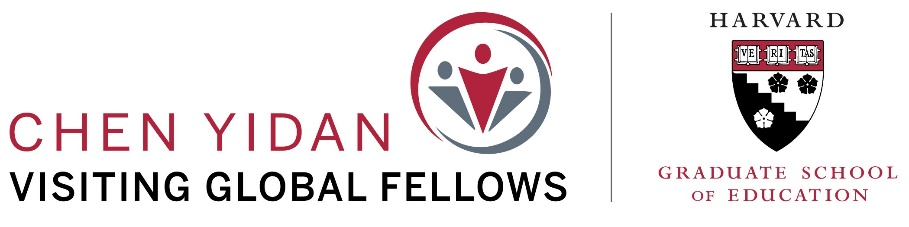 CHEN YIDAN
VISITING GLOBAL FELLOWS
HARVARD
VE RI TAS
GRADUATE SCHOOL
OF EDUCATION